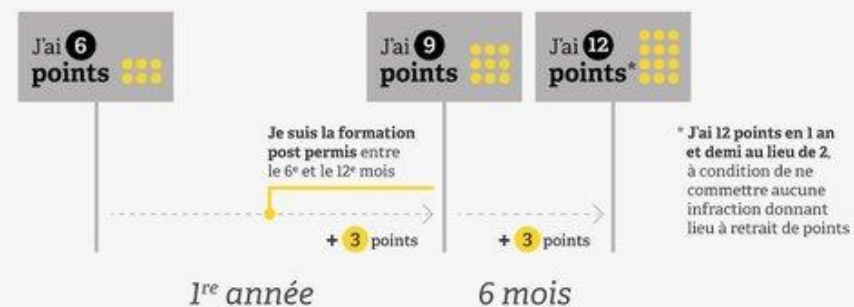 J'ai 6
points
J'ai 9
points
J'ai 12
points*
Je suis la formation
post permis entre
le 6e et le 12e mois
* J'ai 12 points en 1 an
et demi au lieu de 2,
à condition de ne
commettre aucune
infraction donnant
lieu à retrait de points
+ 3 points
+ 3 points
1re année
6 mois